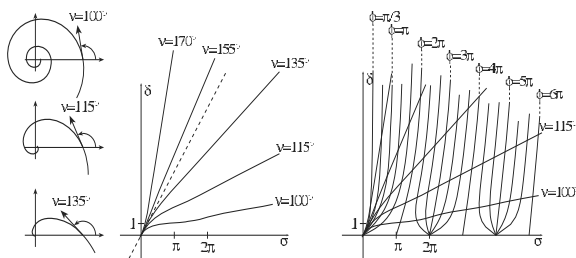 ν=100°
ν=115°
ν=135°
ν=170°
ν=155°
ν=135°
δ
ν=115°
ν=100°
1
π
2π
σ
ϕ=π/3
ϕ=π
ϕ=2π
ϕ=3π
ϕ=4π
ϕ=5π
ϕ=6π
δ
ν=115°
ν=100°
1
π
2π
σ